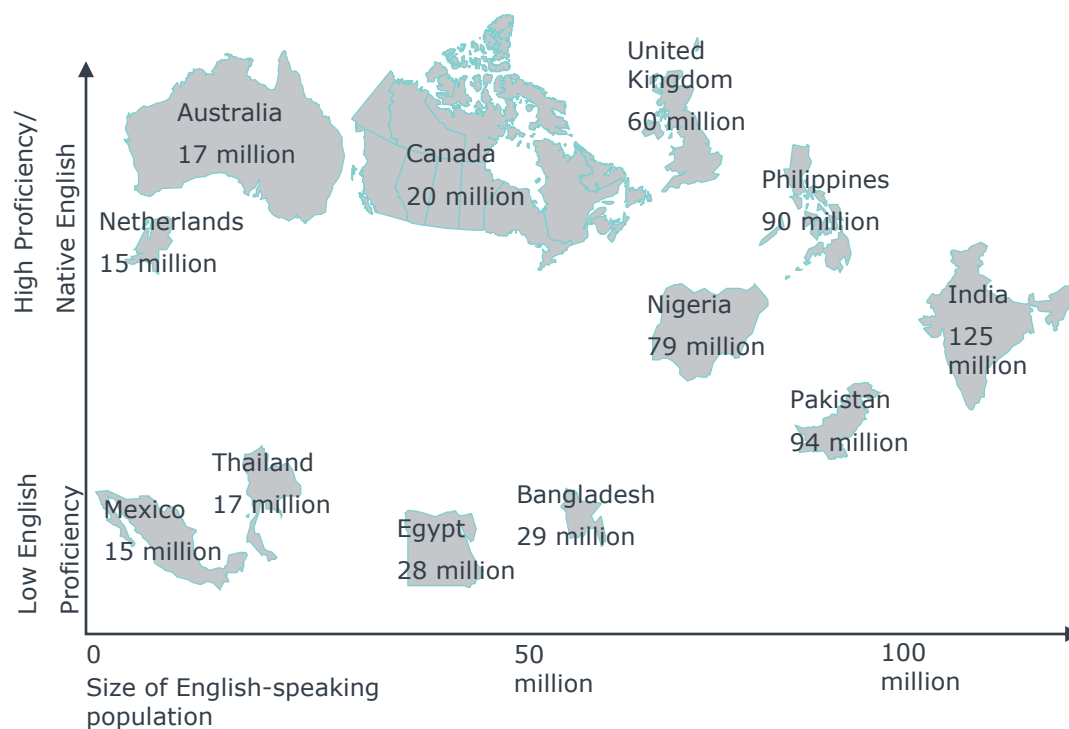 High Proficiency/
Native English
Low English
Proficiency
Australia
17 million
Canada
20 million
United
Kingdom
60 million
Netherlands
15 million
Philippines
90 million
Nigeria
79 million
India
125
million
Pakistan
94 million
Thailand
17 million
Mexico
15 million
Egypt
28 million
Bangladesh
29 million
0
50
million
100
million
Size of English-speaking
population